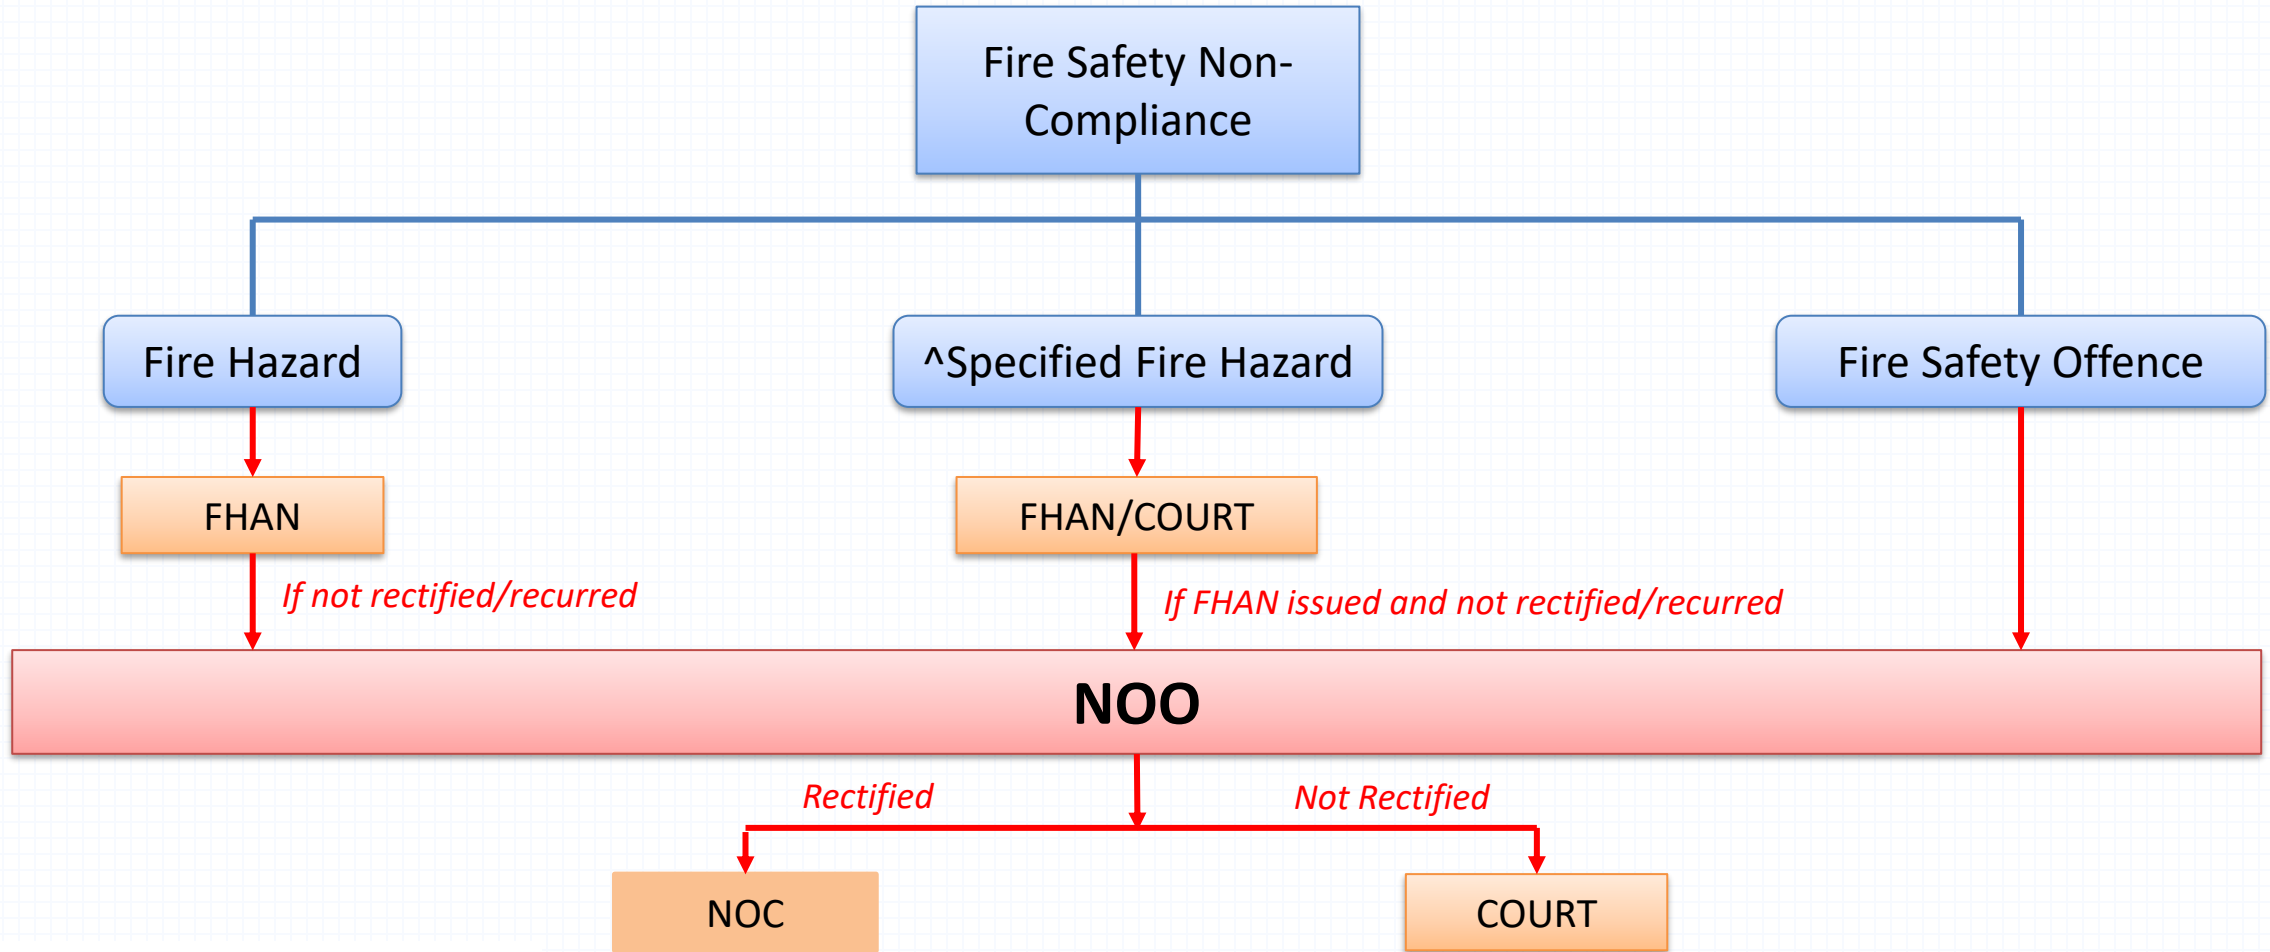 Fire Safety Non-
Compliance
Fire Hazard
^Specified Fire Hazard
Fire Safety Offence
FHAN
FHAN/COURT
If not rectified/recurred
If FHAN issued and not rectified/recurred
NOO
Rectified
Not Rectified
NOC
COURT